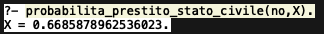 ?- probabilita_prestito_stato_civile(no,X).
X = 0.6685878962536023.